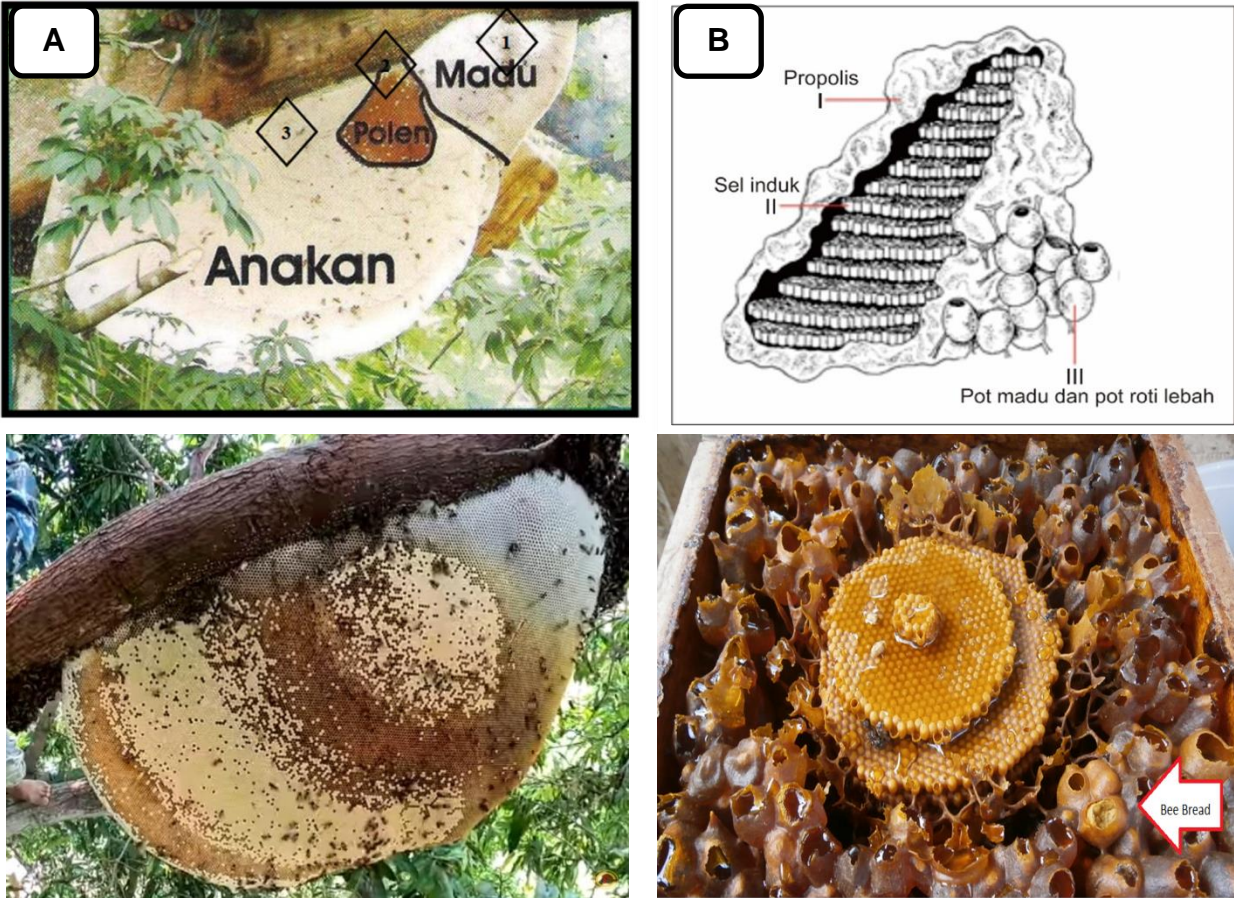 A
1
Madu
2
Polen
3
Anakan
B
Propolis
I
Sel induk
II
III
Pot madu dan pot roti lebah
Bee Bread